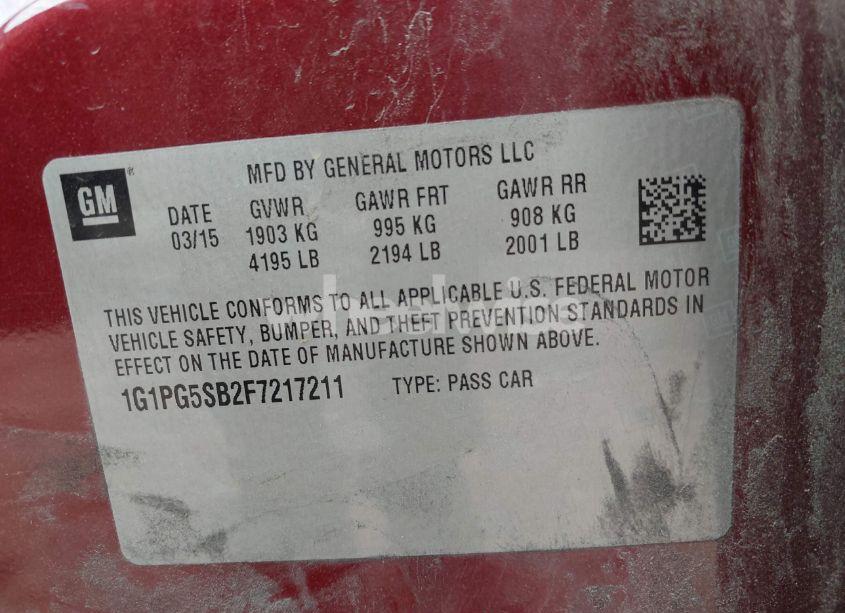 GM
MFD BY GENERAL MOTORS LLC
DATE GVWR GAWR FRT GAWR RR
03/15 1903 KG 995 KG 908 KG
4195 LB 2194 LB 2001 LB
THIS VEHICLE CONFORMS TO ALL APPLICABLE U.S. FEDERAL MOTOR
VEHICLE SAFETY, BUMPER, AND THEFT PREVENTION STANDARDS IN
EFFECT ON THE DATE OF MANUFACTURE SHOWN ABOVE.
1G1PG5SB2F7217211 TYPE: PASS CAR